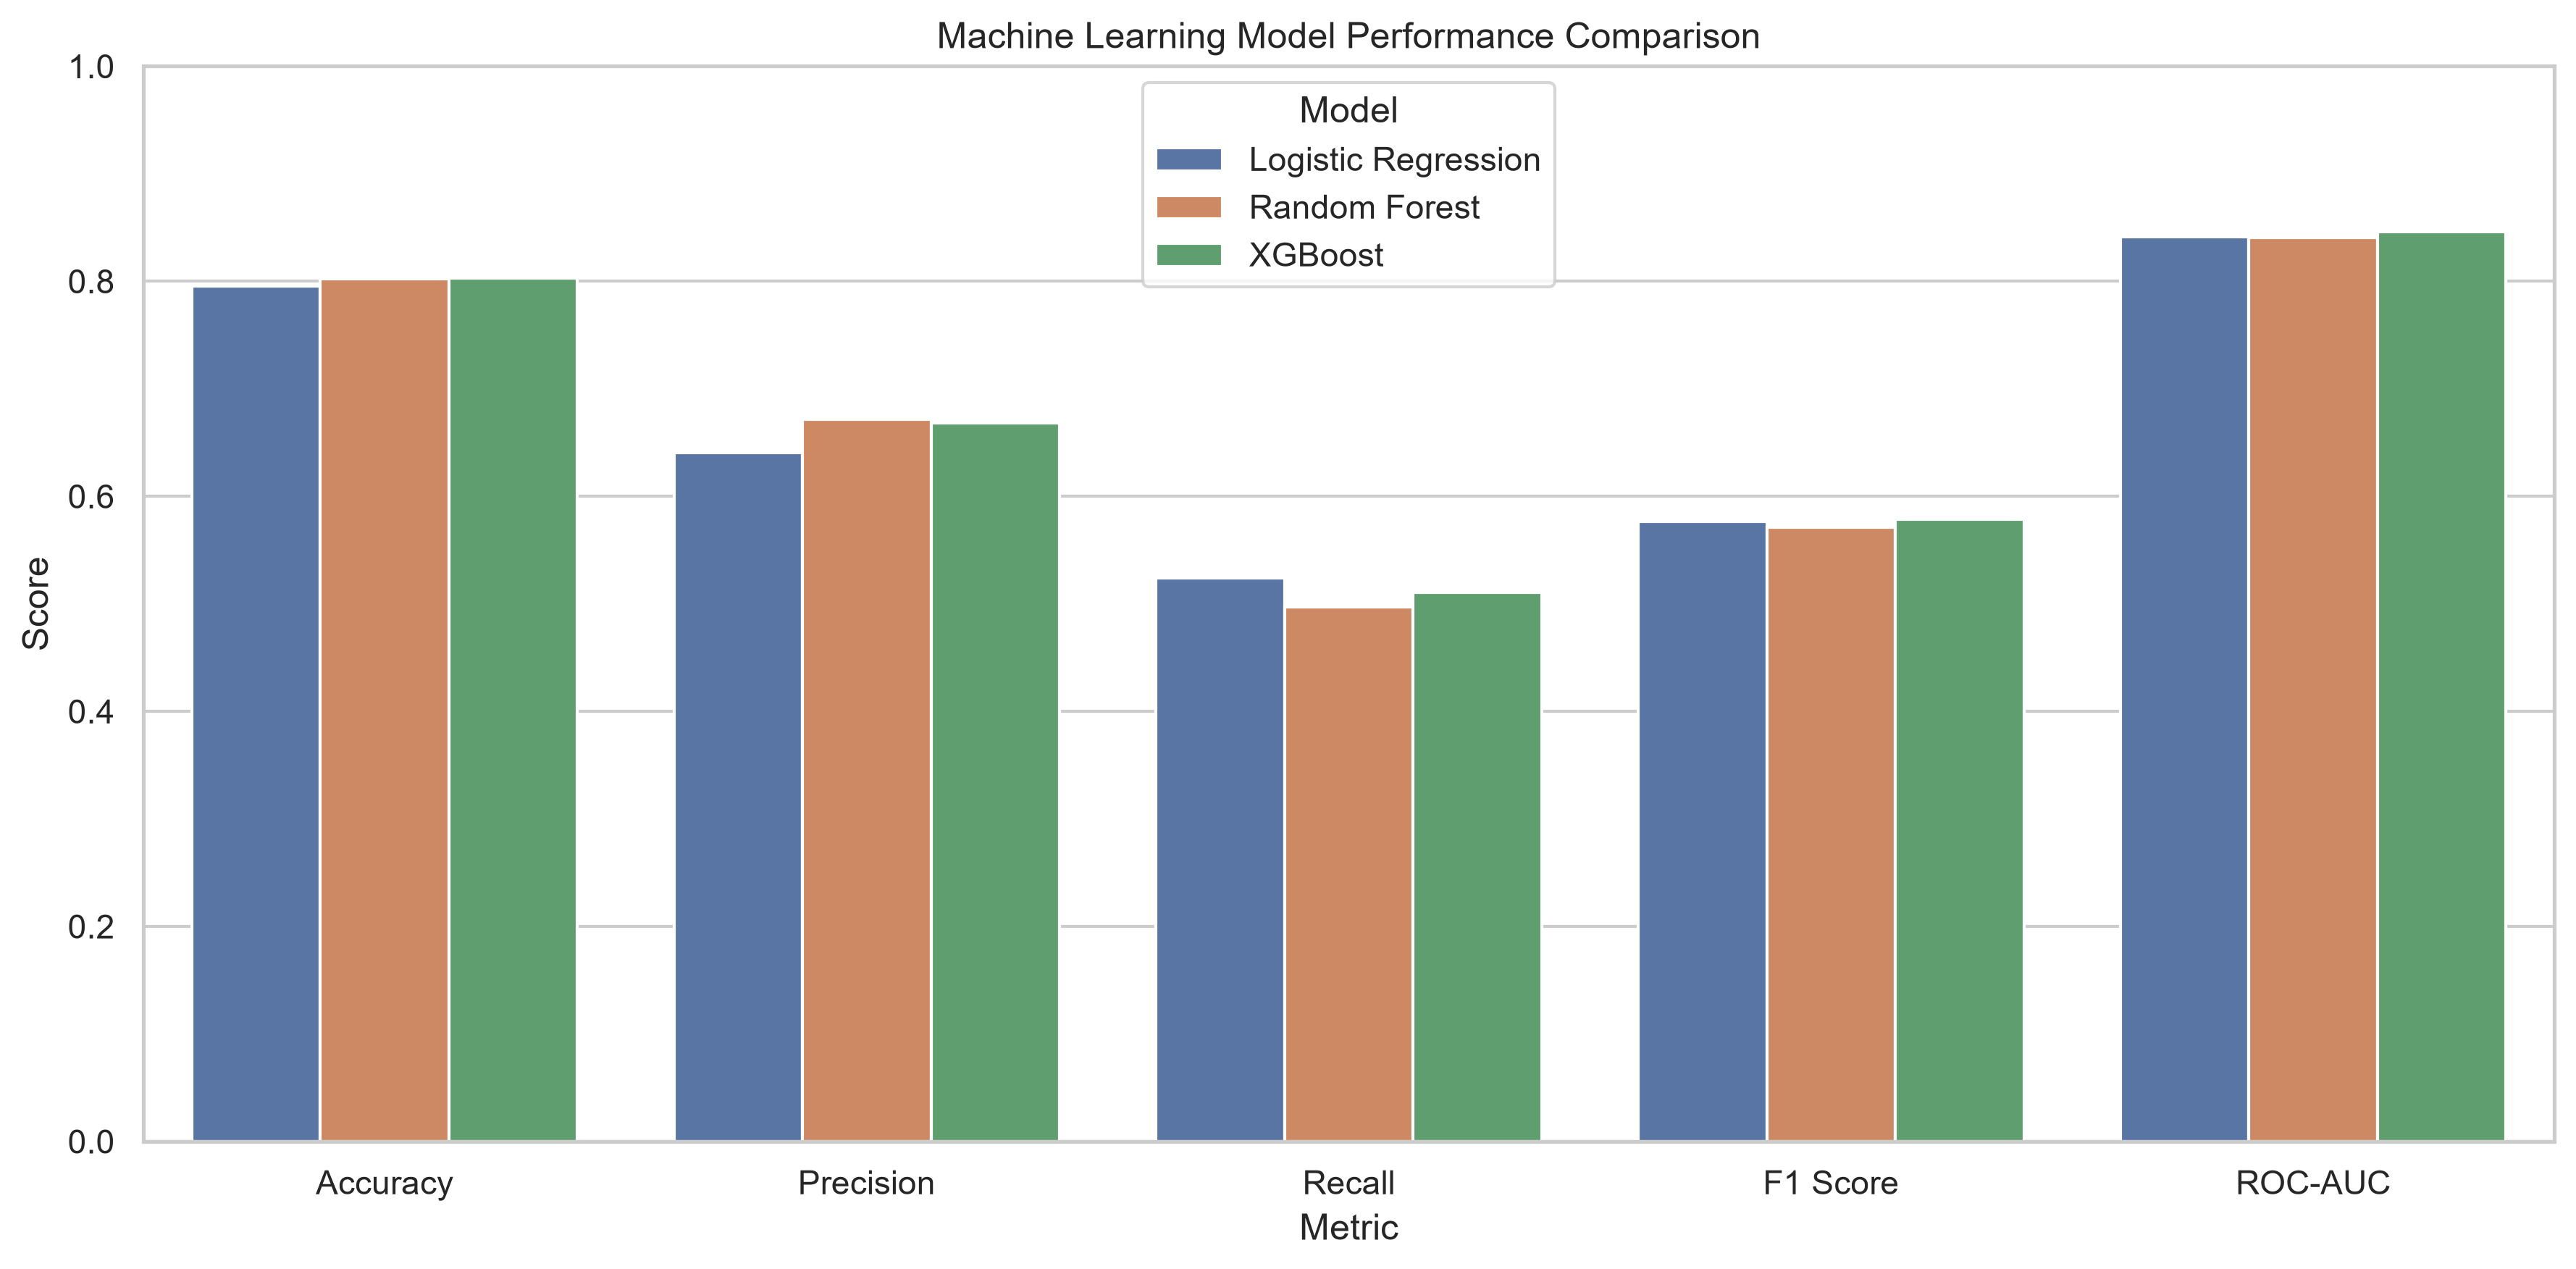 Machine Learning Model Performance Comparison
1.0
0.8
0.6
0.4
0.2
0.0
Score
Model
Logistic Regression
Random Forest
XGBoost
Accuracy
Precision
Recall
F1 Score
ROC-AUC
Metric